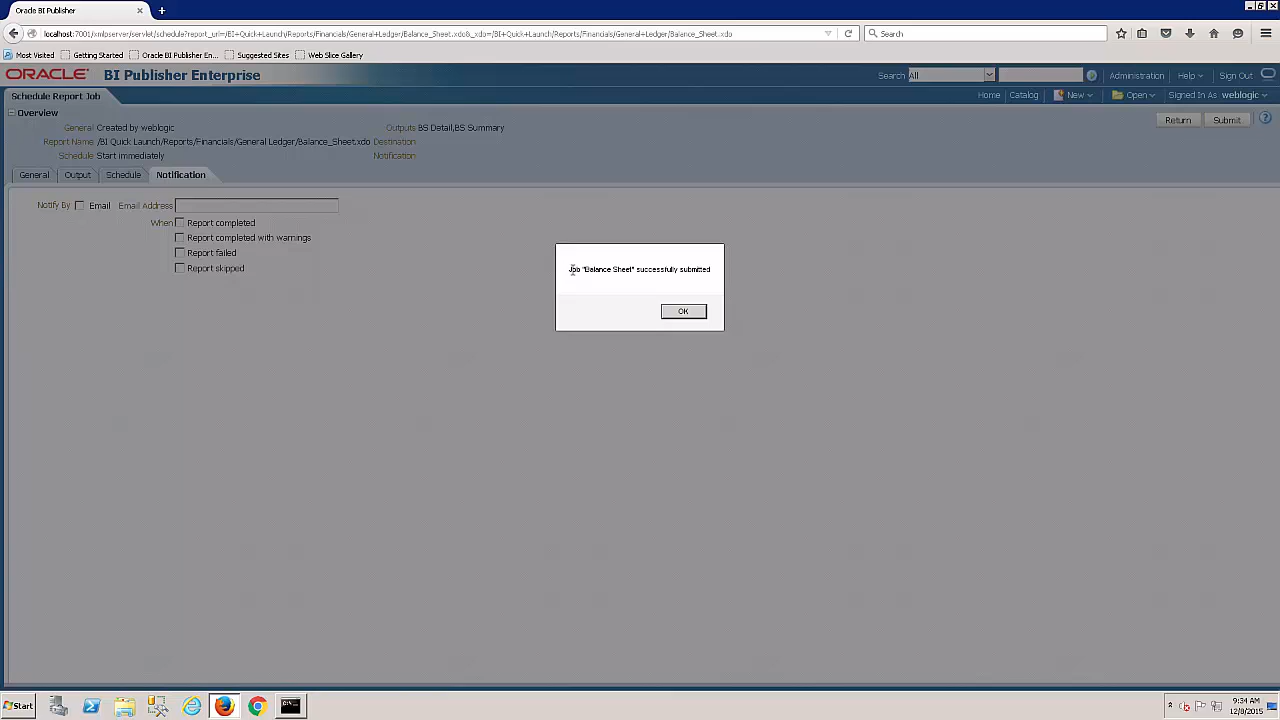 Oracle BI Publisher
localhost:7001/xmlpserver/servlet/schedule?report_url=/BI+Quick+Launch/Reports/Financials/General+Ledger/Balance_Sheet.xdo&_xdo=/BI+Quick+Launch/Reports/Financials/General+Ledger/Balance_Sheet.xdo
Search
Most Visited Getting Started Oracle BI Publisher En... Suggested Sites Web Slice Gallery
ORACLE BI Publisher Enterprise Search All Administration Help Sign Out
Schedule Report Job Home Catalog New Open Signed In As weblogic
Overview
General Created by weblogic Outputs BS Detail,BS Summary Return Submit
Report Name /BI Quick Launch/Reports/Financials/General Ledger/Balance_Sheet.xdo Destination
Schedule Start immediately Notification
General Output Schedule Notification
Notify By Email Email Address
When Report completed
Report completed with warnings
Report failed
Report skipped
Job "Balance Sheet" successfully submitted
OK
Start
9:34 AM
12/8/2015